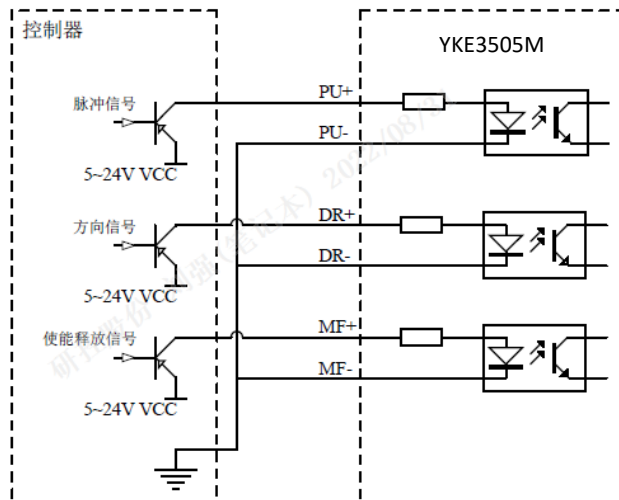 控制器
YKE3505M
脉冲信号
PU+
PU-
5~24V VCC
方向信号
DR+
DR-
5~24V VCC
使能释放信号
MF+
MF-
5~24V VCC